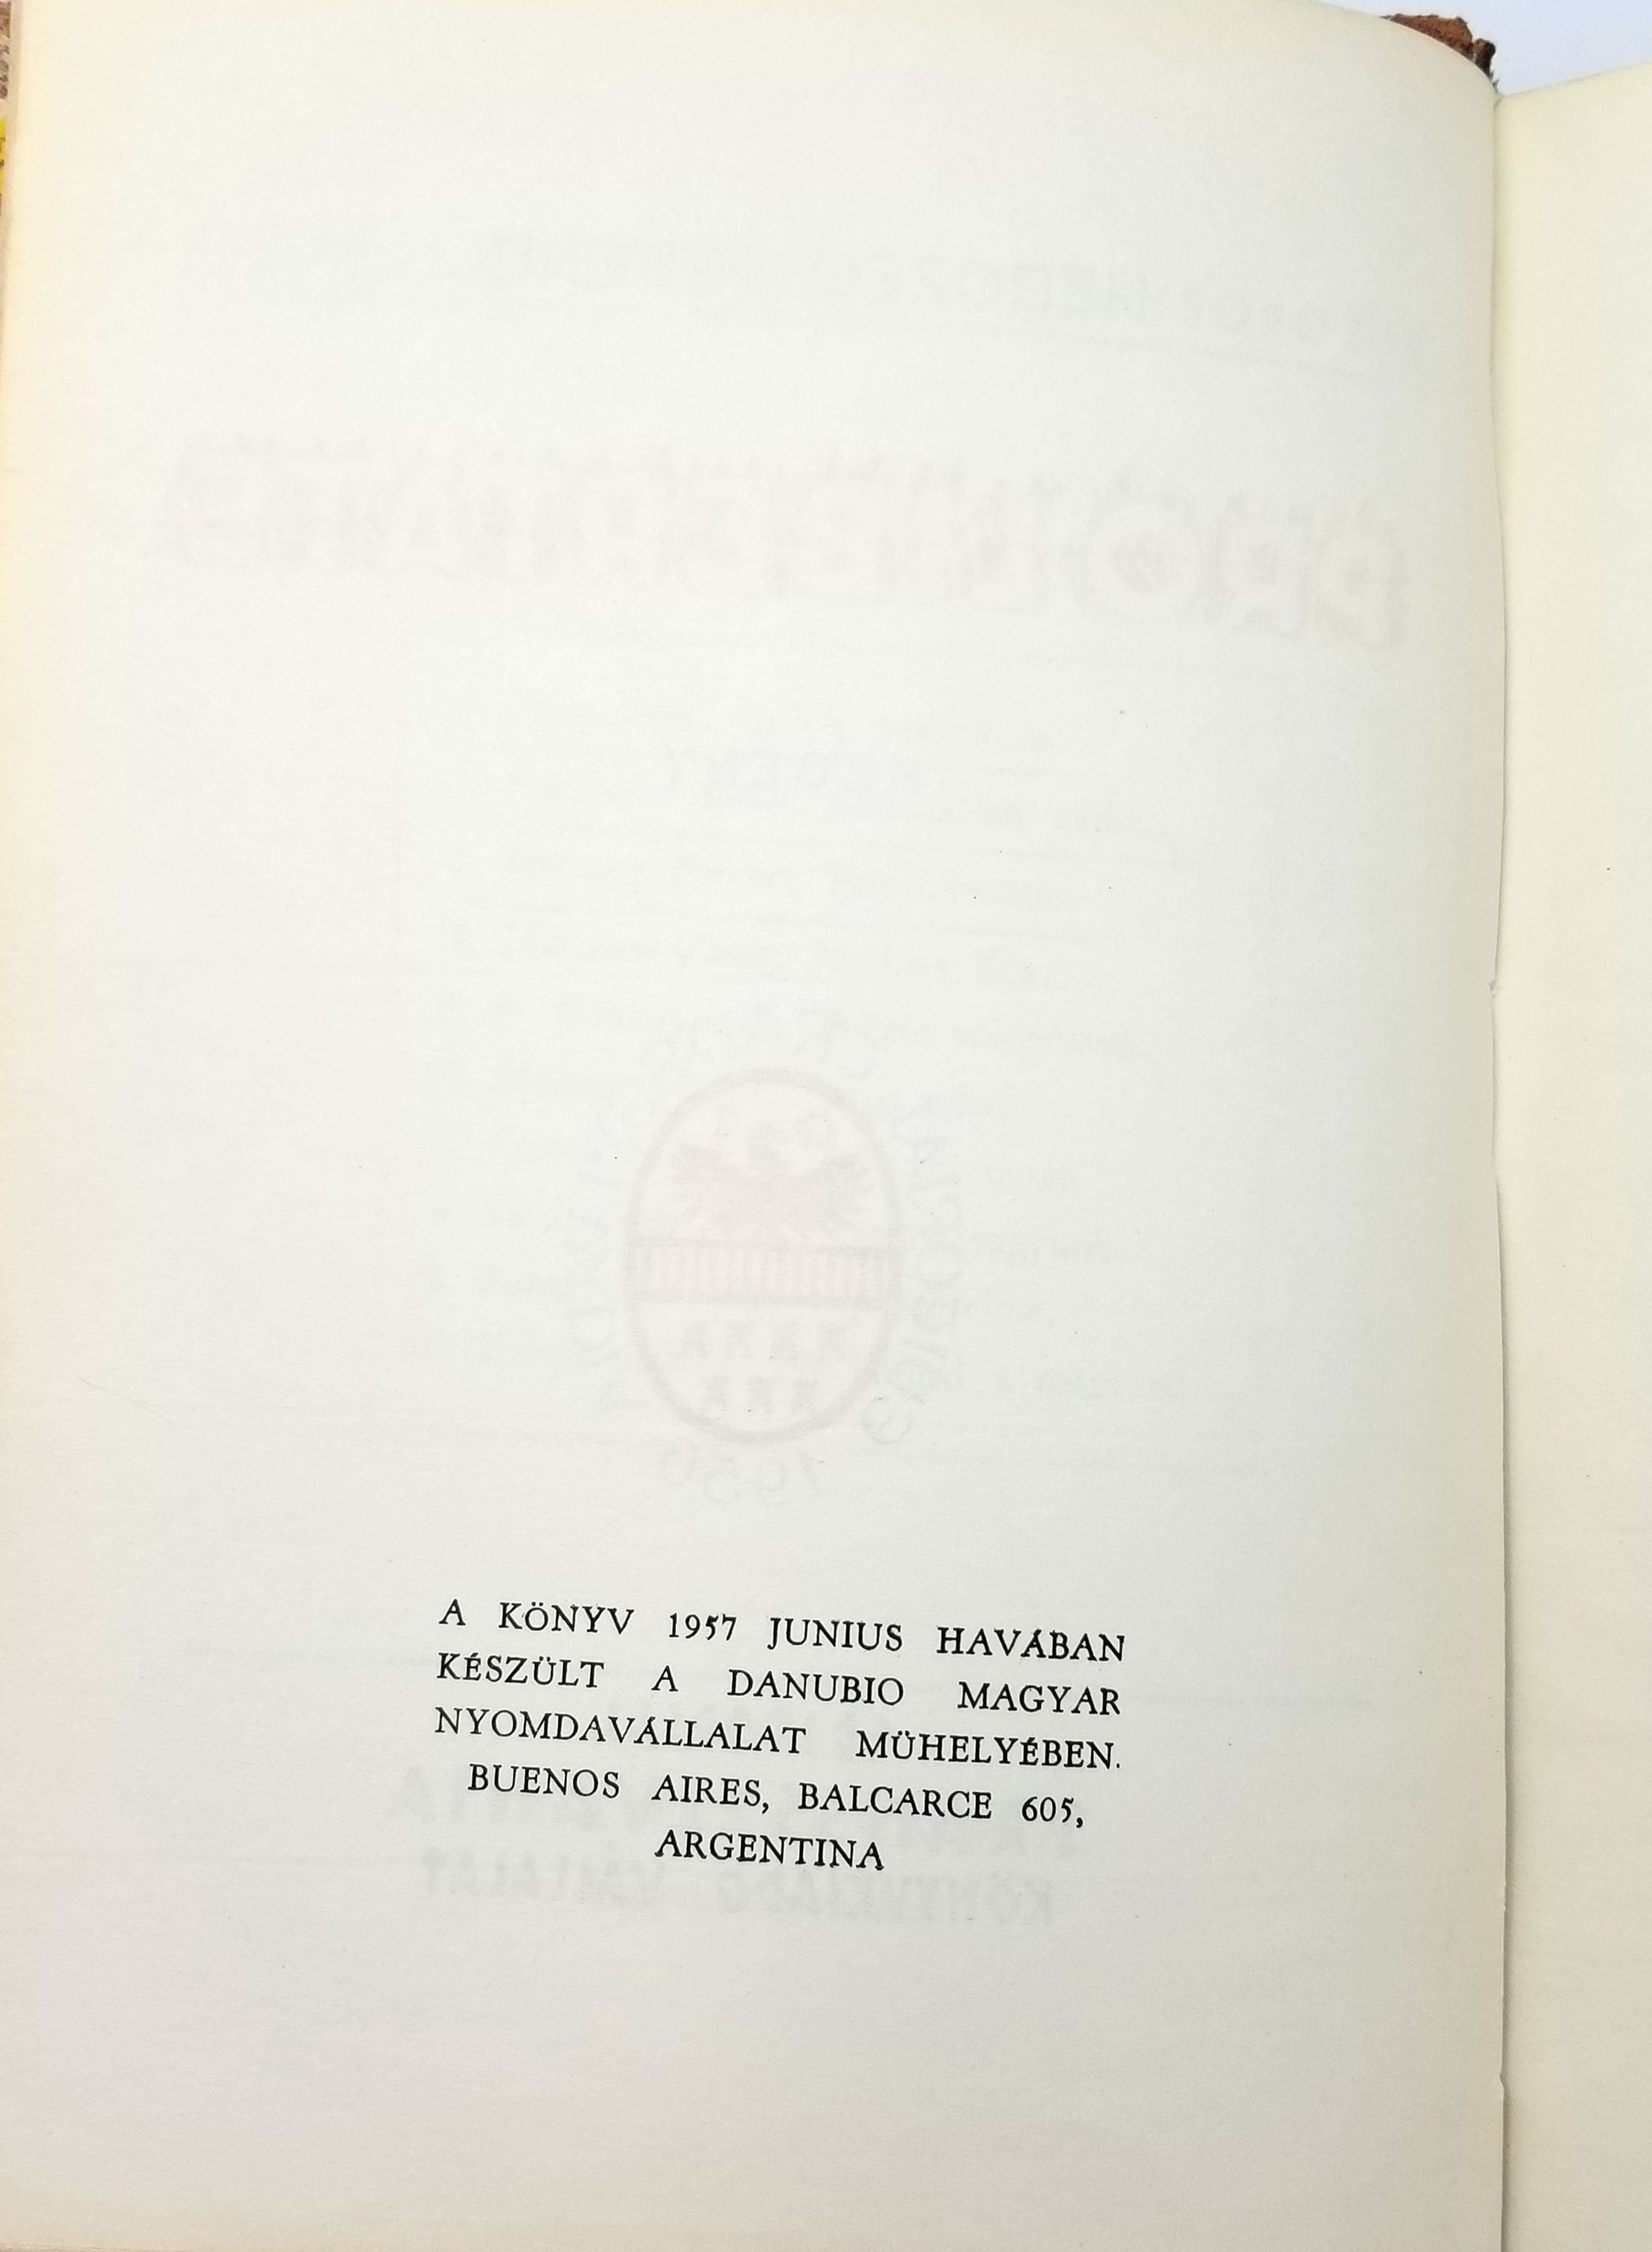 A KÖNYV 1957 JUNIUS HAVÁBAN
KÉSZÜLT A DANUBIO MAGYAR
NYOMDAVÁLLALAT MÜHELYÉBEN.
BUENOS AIRES, BALCARCE 605,
ARGENTINA